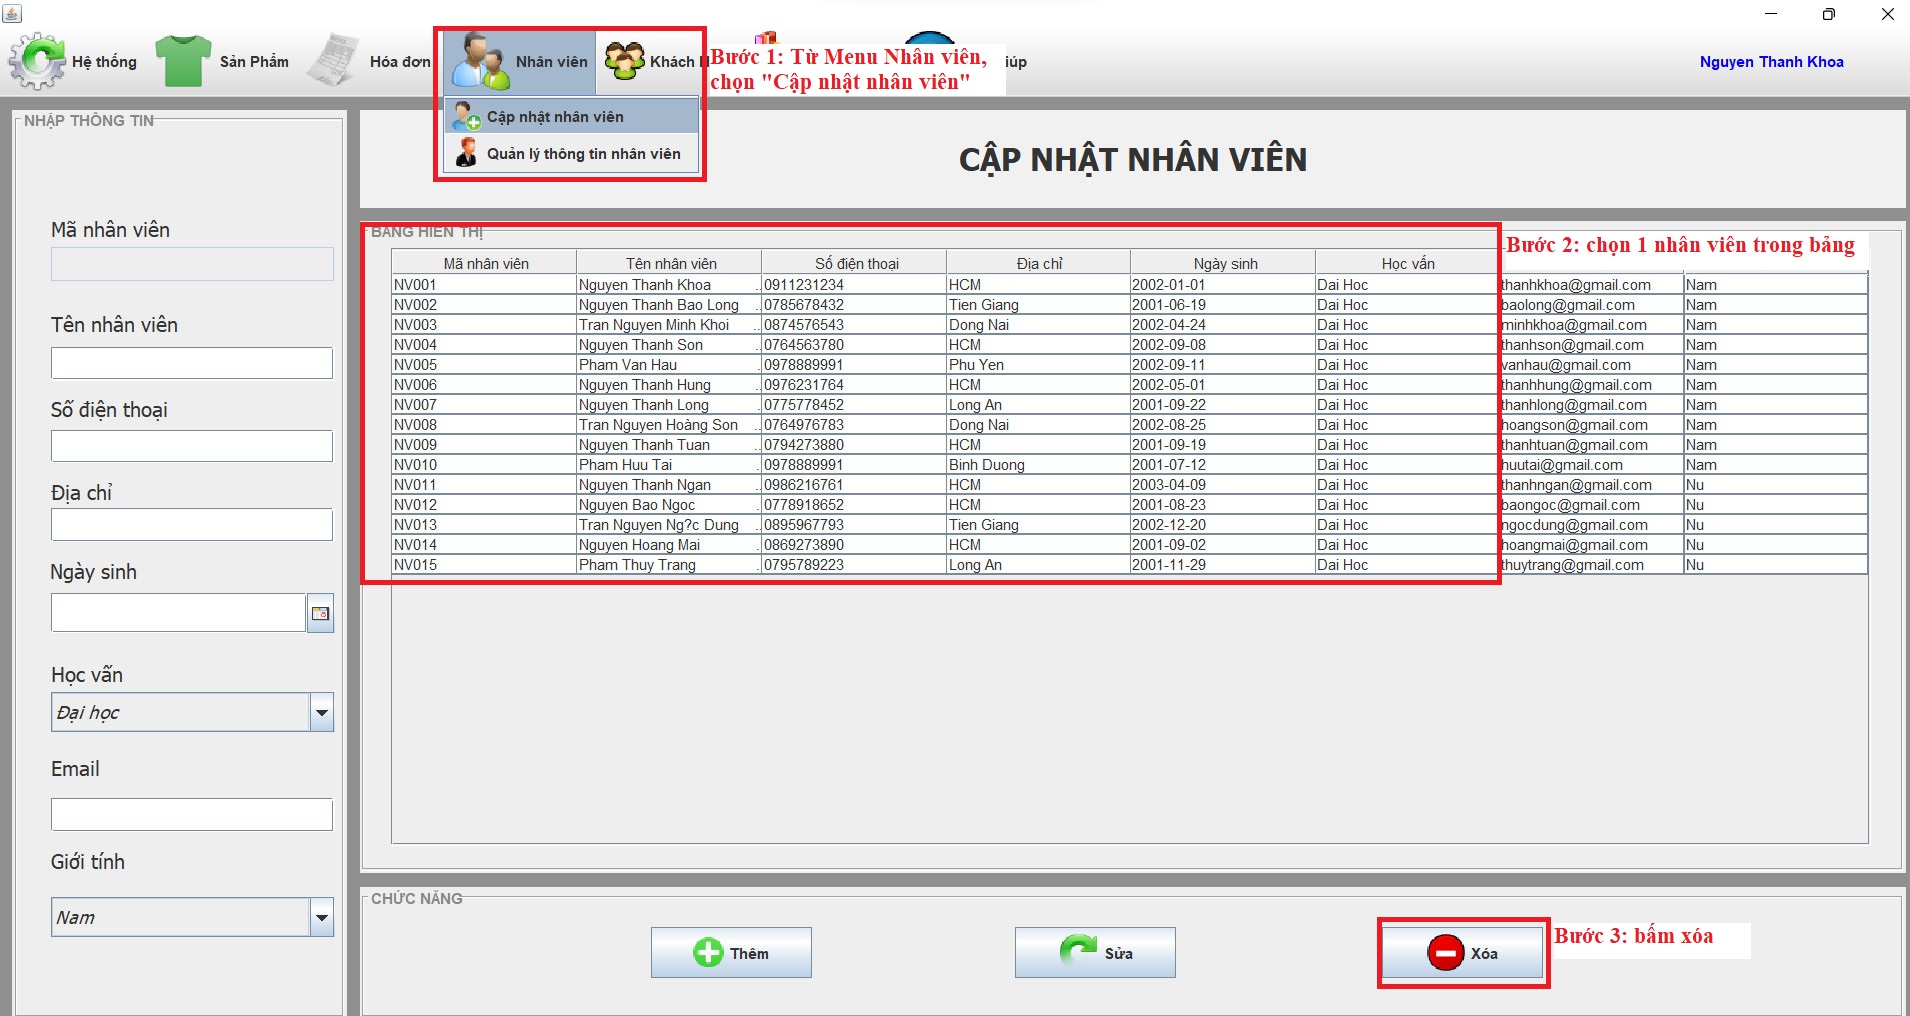 Hệ thống Sản Phẩm Hóa đơn Nhân viên Khách
Bước 1: Từ Menu Nhân viên,
chọn "Cập nhật nhân viên"
Nguyen Thanh Khoa
Cập nhật nhân viên
Quản lý thông tin nhân viên
NHẬP THÔNG TIN
Mã nhân viên
Tên nhân viên
Số điện thoại
Địa chỉ
Ngày sinh
Học vấn
Đại học
Email
Giới tính
Nam
CẬP NHẬT NHÂN VIÊN
BẢNG HIỂN THỊ
Bước 2: chọn 1 nhân viên trong bảng
Mã nhân viên Tên nhân viên Số điện thoại Địa chỉ Ngày sinh Học vấn
NV001 Nguyen Thanh Khoa .. 0911231234 HCM 2002-01-01 Dai Hoc thanhkhoa@gmail.com Nam
NV002 Nguyen Thanh Bao Long . 0785678432 Tien Giang 2001-06-19 Dai Hoc baolong@gmail.com Nam
NV003 Tran Nguyen Minh Khoi .. 0874576543 Dong Nai 2002-04-24 Dai Hoc minhkhoa@gmail.com Nam
NV004 Nguyen Thanh Son .. 0764563780 HCM 2002-09-08 Dai Hoc thanhson@gmail.com Nam
NV005 Pham Van Hau . 0978889991 Phu Yen 2002-09-11 Dai Hoc vanhau@gmail.com Nam
NV006 Nguyen Thanh Hung .. 0976231764 HCM 2002-05-01 Dai Hoc thanhhung@gmail.com Nam
NV007 Nguyen Thanh Long . 0775778452 Long An 2001-09-22 Dai Hoc thanhlong@gmail.com Nam
NV008 Tran Nguyen Hoàng Son .. 0764976783 Dong Nai 2002-08-25 Dai Hoc hoangson@gmail.com Nam
NV009 Nguyen Thanh Tuan .. 0794273880 HCM 2001-09-19 Dai Hoc thanhtuan@gmail.com Nam
NV010 Pham Huu Tai . 0978889991 Binh Duong 2001-07-12 Dai Hoc huutai@gmail.com Nam
NV011 Nguyen Thanh Ngan .. 0986216761 HCM 2003-04-09 Dai Hoc thanhngan@gmail.com Nu
NV012 Nguyen Bao Ngoc . 0778918652 HCM 2001-08-23 Dai Hoc baongoc@gmail.com Nu
NV013 Tran Nguyen Ng?c Dung .. 0895967793 Tien Giang 2002-12-20 Dai Hoc ngocdung@gmail.com Nu
NV014 Nguyen Hoang Mai . 0869273890 HCM 2001-09-02 Dai Hoc hoangmai@gmail.com Nu
NV015 Pham Thuy Trang . 0795789223 Long An 2001-11-29 Dai Hoc thuytrang@gmail.com Nu
CHỨC NĂNG
Thêm Sửa Xóa
Bước 3: bấm xóa